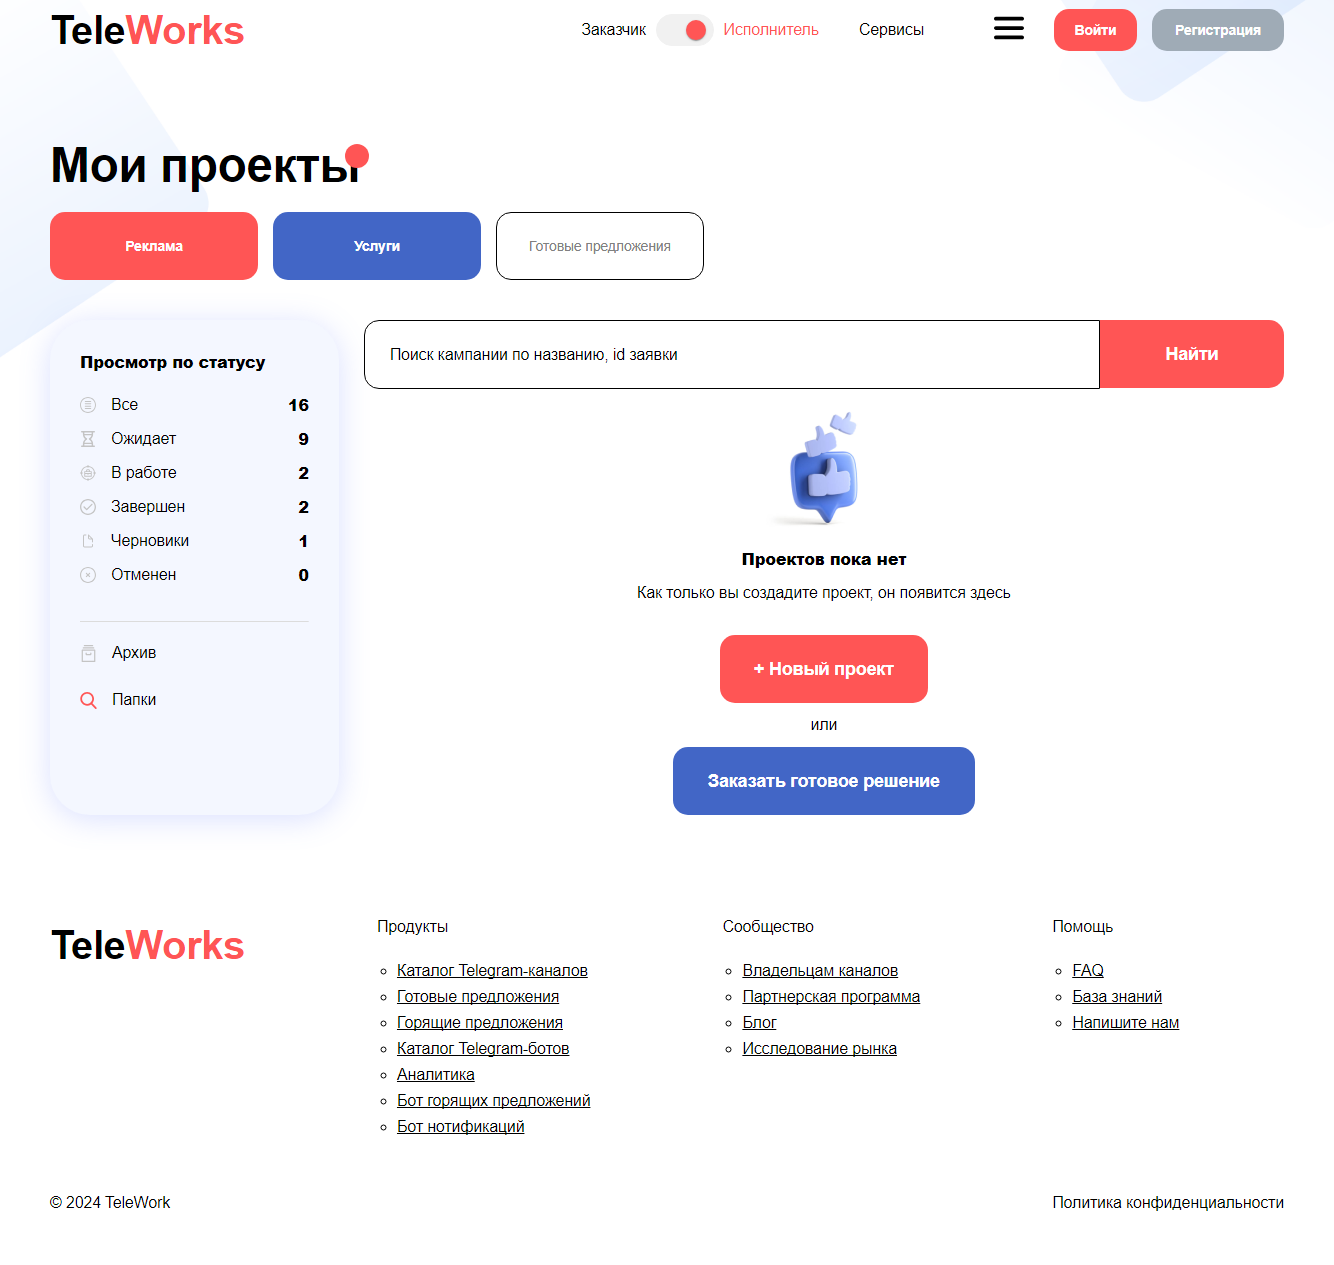 TeleWorks
Заказчик
Исполнитель
Сервисы
Войти
Регистрация
Мои проекты
Реклама
Услуги
Готовые предложения
Просмотр по статусу
Все 16
Ожидает 9
В работе 2
Завершен 2
Черновики 1
Отменен 0
Архив
Папки
Поиск кампании по названию, id заявки
Найти
Проектов пока нет
Как только вы создадите проект, он появится здесь
+ Новый проект
или
Заказать готовое решение
TeleWorks
Продукты
Каталог Telegram-каналов
Готовые предложения
Горящие предложения
Каталог Telegram-ботов
Аналитика
Бот горящих предложений
Бот нотификаций
Сообщество
Владельцам каналов
Партнерская программа
Блог
Исследование рынка
Помощь
FAQ
База знаний
Напишите нам
© 2024 TeleWork
Политика конфиденциальности